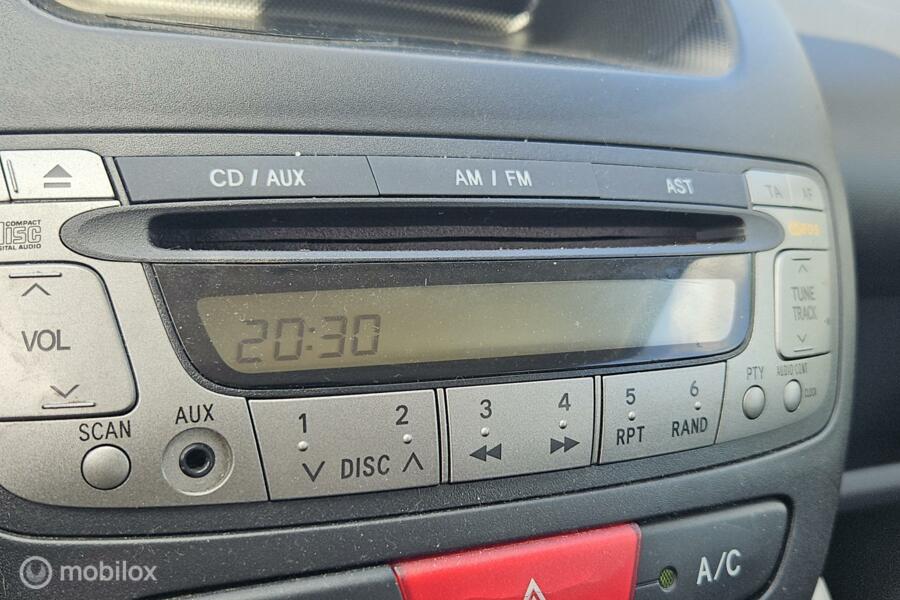 CD / AUX AM / FM AST TA AF
COMPACT
disc
DIGITAL AUDIO
VOL
20:30
TUNE
TRACK
SCAN
AUX
1 2 3 4 5 6
DISC RPT RAND
PTY
AUDIO CONT
CLOCK
A/C
mobilox